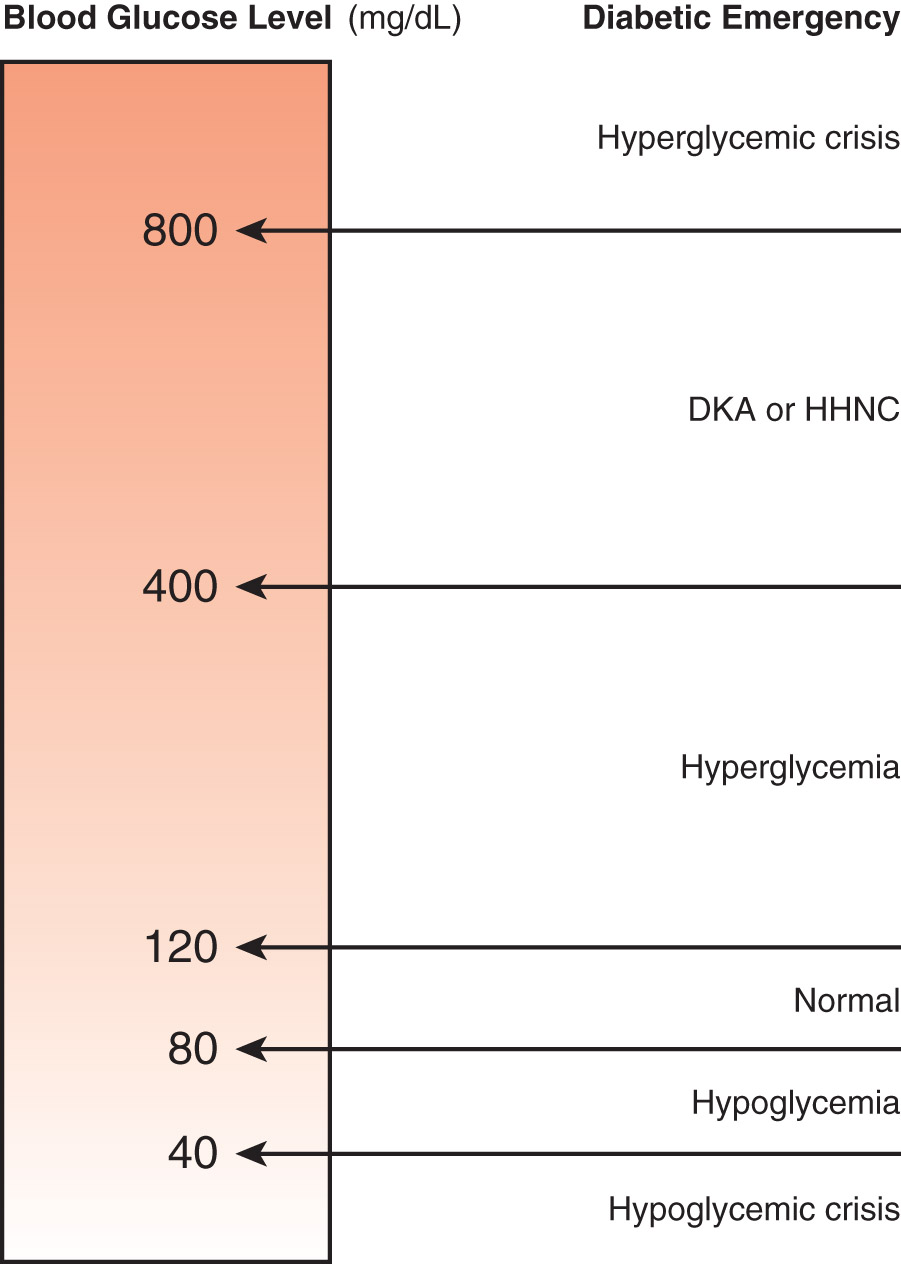 Blood Glucose Level (mg/dL) Diabetic Emergency
Hyperglycemic crisis
800
DKA or HHNC
400
Hyperglycemia
120
Normal
80
Hypoglycemia
40
Hypoglycemic crisis